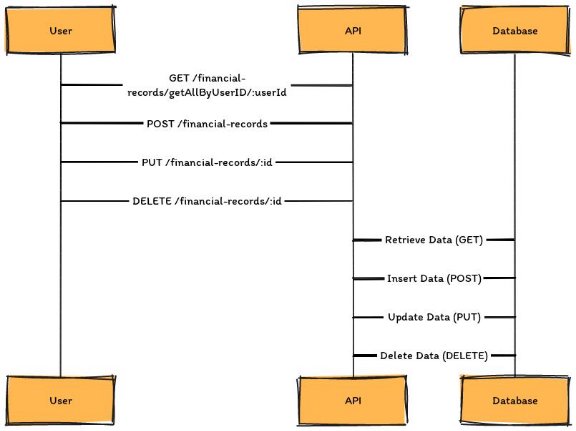 User
API
Database
GET /financial-
records/getAllByUserID/:userId
POST /financial-records
PUT /financial-records/:id
DELETE /financial-records/:id
Retrieve Data (GET)
Insert Data (POST)
Update Data (PUT)
Delete Data (DELETE)
User
API
Database